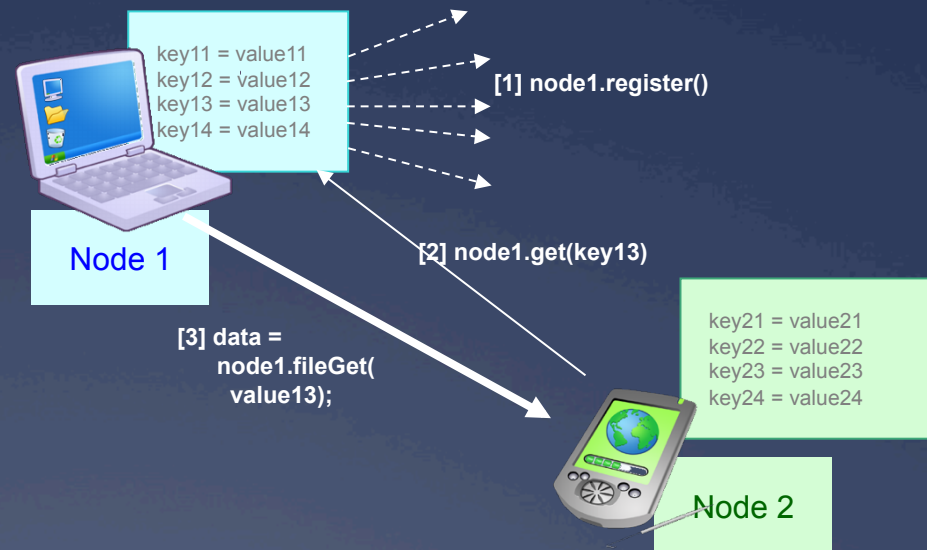 key11 = value11
key12 = value12
key13 = value13
key14 = value14
[1] node1.register()
Node 1
[2] node1.get(key13)
[3] data =
node1.fileGet(
value13);
key21 = value21
key22 = value22
key23 = value23
key24 = value24
Node 2